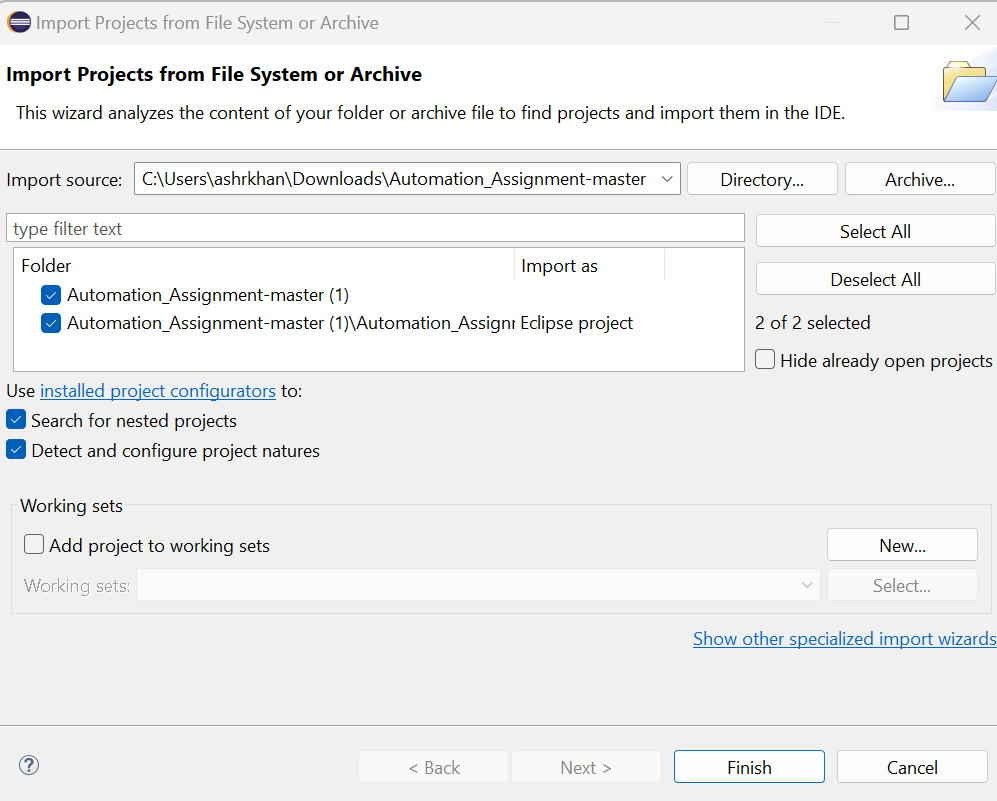 Import Projects from File System or Archive
Import Projects from File System or Archive
This wizard analyzes the content of your folder or archive file to find projects and import them in the IDE.
Import source: C:\Users\ashrkhan\Downloads\Automation_Assignment-master Directory... Archive...
type filter text Select All
Folder Import as
Deselect All
Automation_Assignment-master (1)
Automation_Assignment-master (1)\Automation_Assignr Eclipse project 2 of 2 selected
Hide already open projects
Use installed project configurators to:
Search for nested projects
Detect and configure project natures
Working sets
Add project to working sets New...
Working sets: Select...
Show other specialized import wizards
? < Back Next > Finish Cancel